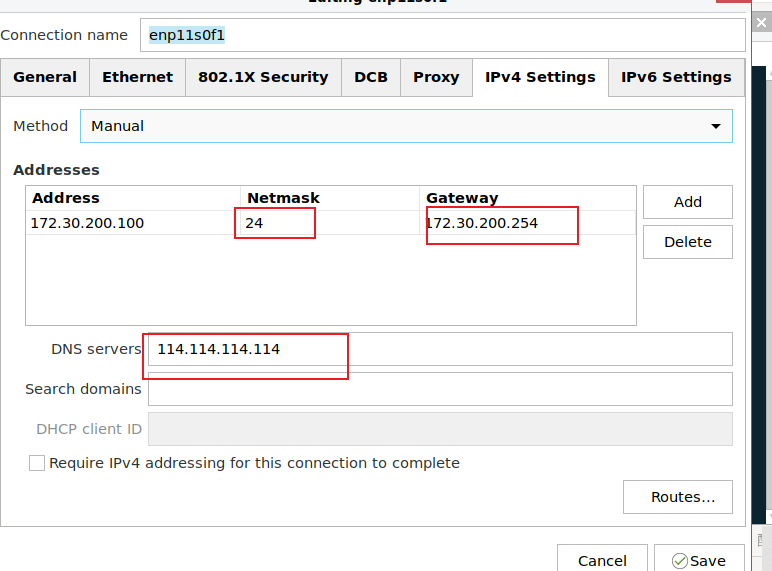 Editing enp11s0f1
Connection name enp11s0f1
General Ethernet 802.1X Security DCB Proxy IPv4 Settings IPv6 Settings
Method Manual
Addresses
Address Netmask Gateway
172.30.200.100 24 172.30.200.254
Add
Delete
DNS servers 114.114.114.114
Search domains
DHCP client ID
Require IPv4 addressing for this connection to complete
Routes...
Cancel Save